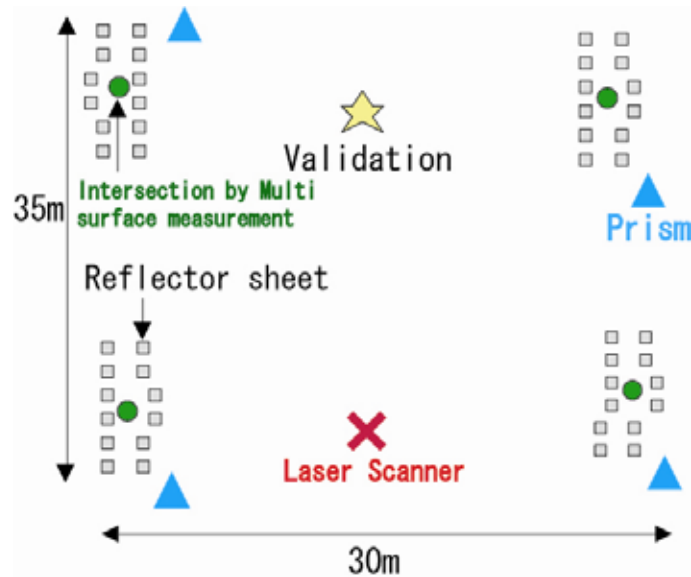 Validation
Intersection by Multi
surface measurement
35m
Prism
Reflector sheet
Laser Scanner
30m